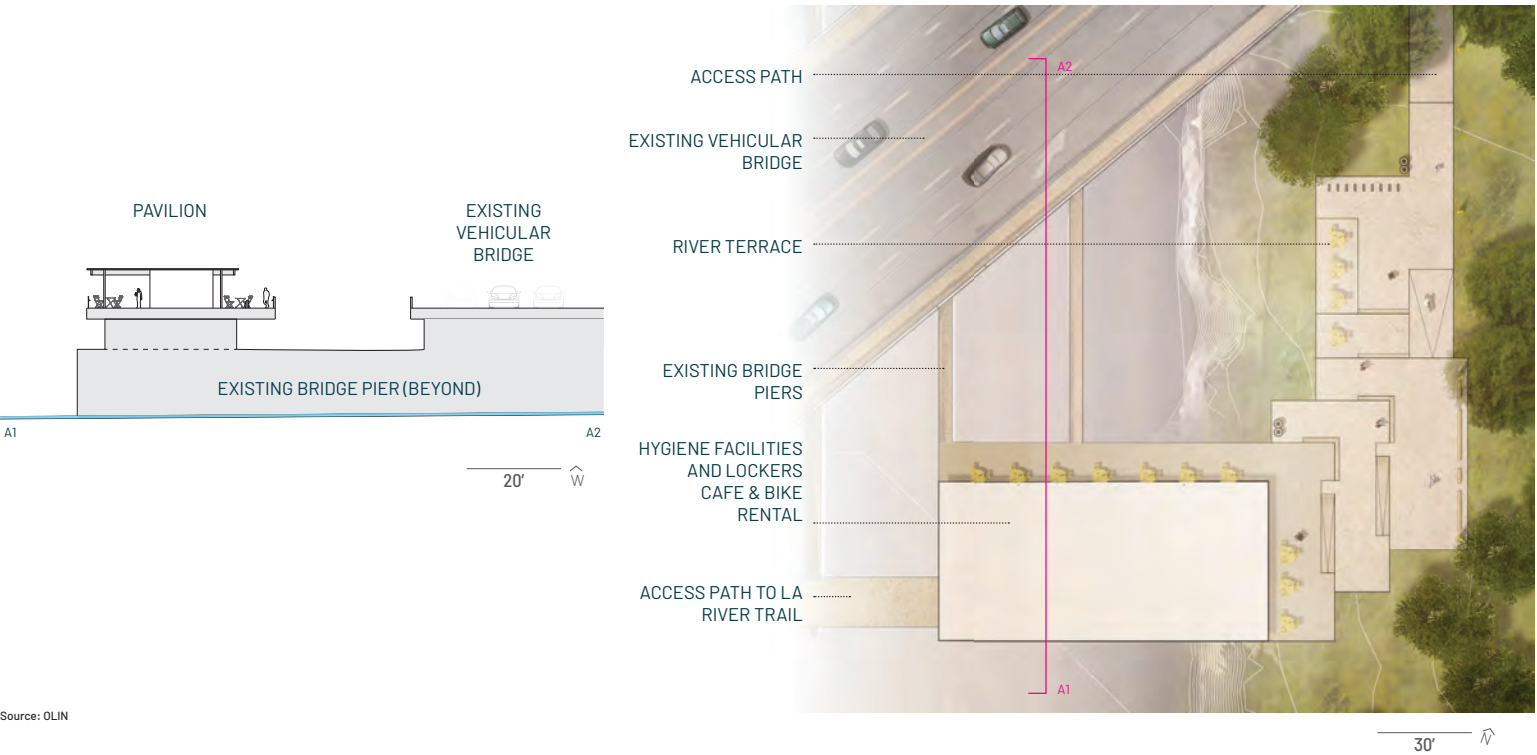 PAVILION
EXISTING
VEHICULAR
BRIDGE
EXISTING BRIDGE PIER (BEYOND)
A1
A2
20'
W
Source: OLIN
ACCESS PATH
EXISTING VEHICULAR
BRIDGE
RIVER TERRACE
EXISTING BRIDGE
PIERS
HYGIENE FACILITIES
AND LOCKERS
CAFE & BIKE
RENTAL
ACCESS PATH TO LA
RIVER TRAIL
A2
A1
30'
N